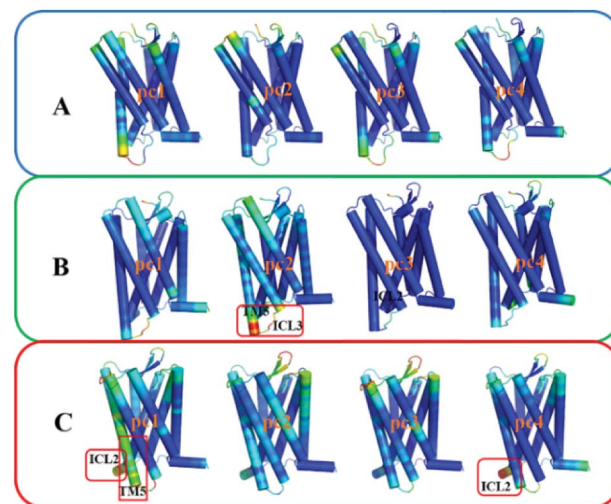 A
pc1 pc2 pc3 pc4
B
pc1 pc2 pc3 pc4
ICL2
TM5
ICL3
C
pc1 pc2 pc3 pc4
ICL2
TM5
ICL2